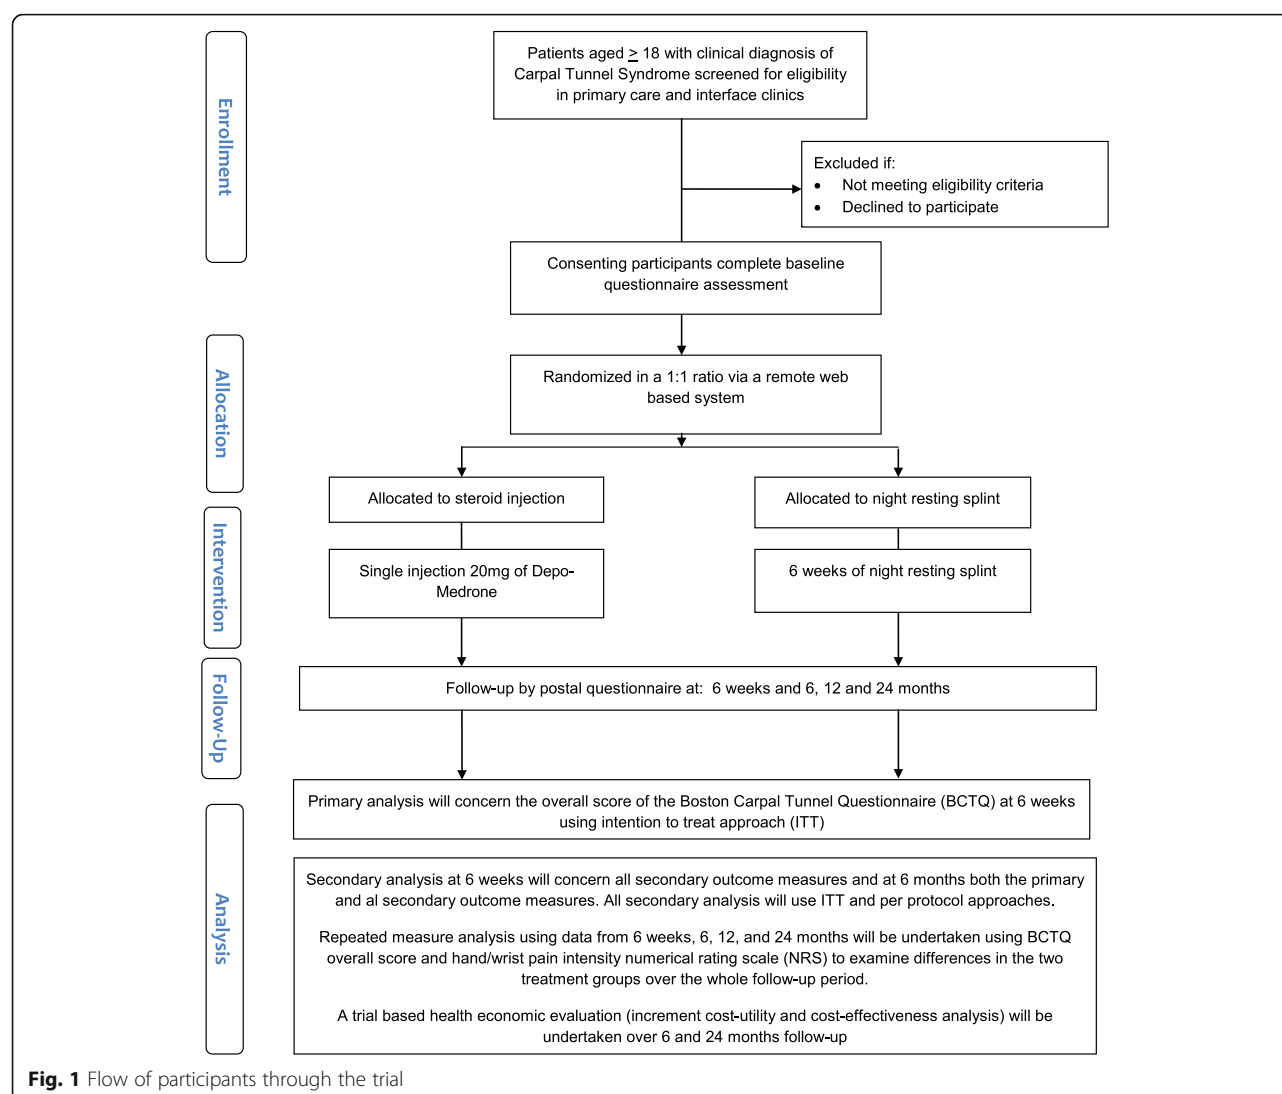 Enrollment
Patients aged > 18 with clinical diagnosis of
Carpal Tunnel Syndrome screened for eligibility
in primary care and interface clinics
Excluded if:
• Not meeting eligibility criteria
• Declined to participate
Consenting participants complete baseline
questionnaire assessment
Allocation
Randomized in a 1:1 ratio via a remote web
based system
Allocated to steroid injection
Allocated to night resting splint
Intervention
Single injection 20mg of Depo-
Medrone
6 weeks of night resting splint
Follow-Up
Follow-up by postal questionnaire at: 6 weeks and 6, 12 and 24 months
Analysis
Primary analysis will concern the overall score of the Boston Carpal Tunnel Questionnaire (BCTQ) at 6 weeks
using intention to treat approach (ITT)
Secondary analysis at 6 weeks will concern all secondary outcome measures and at 6 months both the primary
and al secondary outcome measures. All secondary analysis will use ITT and per protocol approaches.
Repeated measure analysis using data from 6 weeks, 6, 12, and 24 months will be undertaken using BCTQ
overall score and hand/wrist pain intensity numerical rating scale (NRS) to examine differences in the two
treatment groups over the whole follow-up period.
A trial based health economic evaluation (increment cost-utility and cost-effectiveness analysis) will be
undertaken over 6 and 24 months follow-up
Fig. 1 Flow of participants through the trial